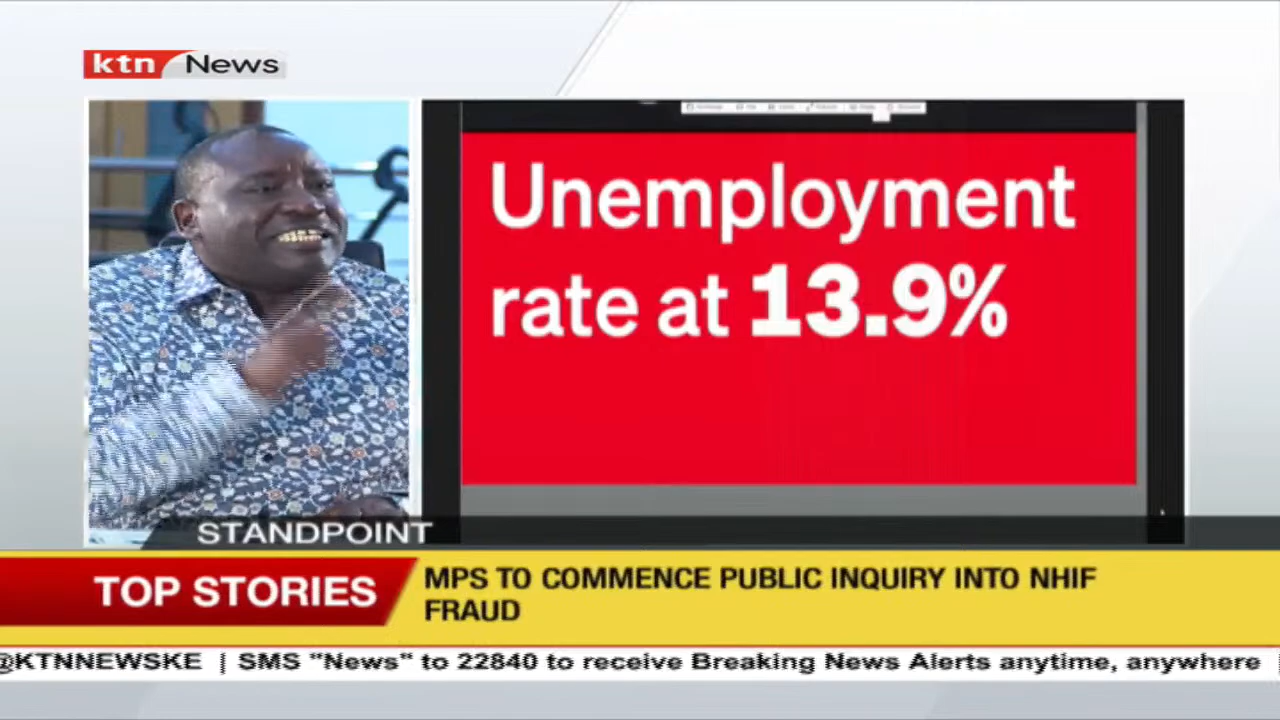 ktn News
Unemployment
rate at 13.9%
STANDPOINT
TOP STORIES
MPS TO COMMENCE PUBLIC INQUIRY INTO NHIF
FRAUD
@KTNNEWSKE | SMS "News" to 22840 to receive Breaking News Alerts anytime, anywhere